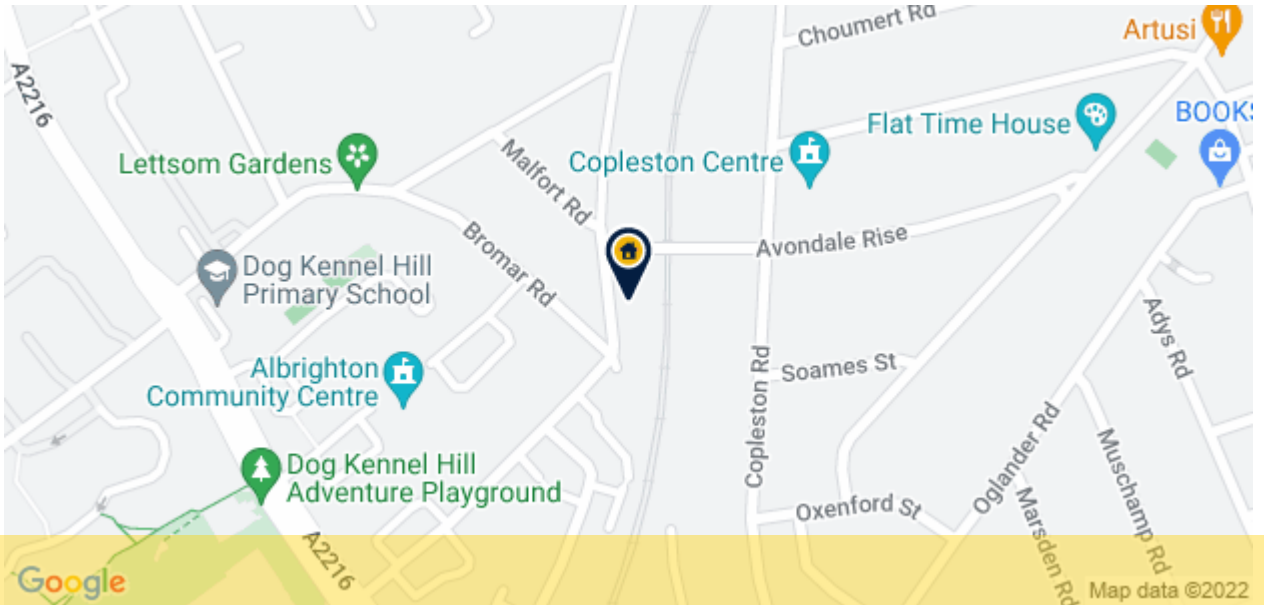 Choumert Rd
Artusi
A2216
BOOKS
Flat Time House
Lettsom Gardens
Malfort Rd
Copleston Centre
Avondale Rise
Bromar Rd
Dog Kennel Hill
Primary School
Adys Rd
Albrighton
Community Centre
Soames St
Copleston Rd
Oglander Rd
Muschamp Rd
Dog Kennel Hill
Adventure Playground
Oxenford St
Marsden Rd
A2216
Google
Map data ©2022